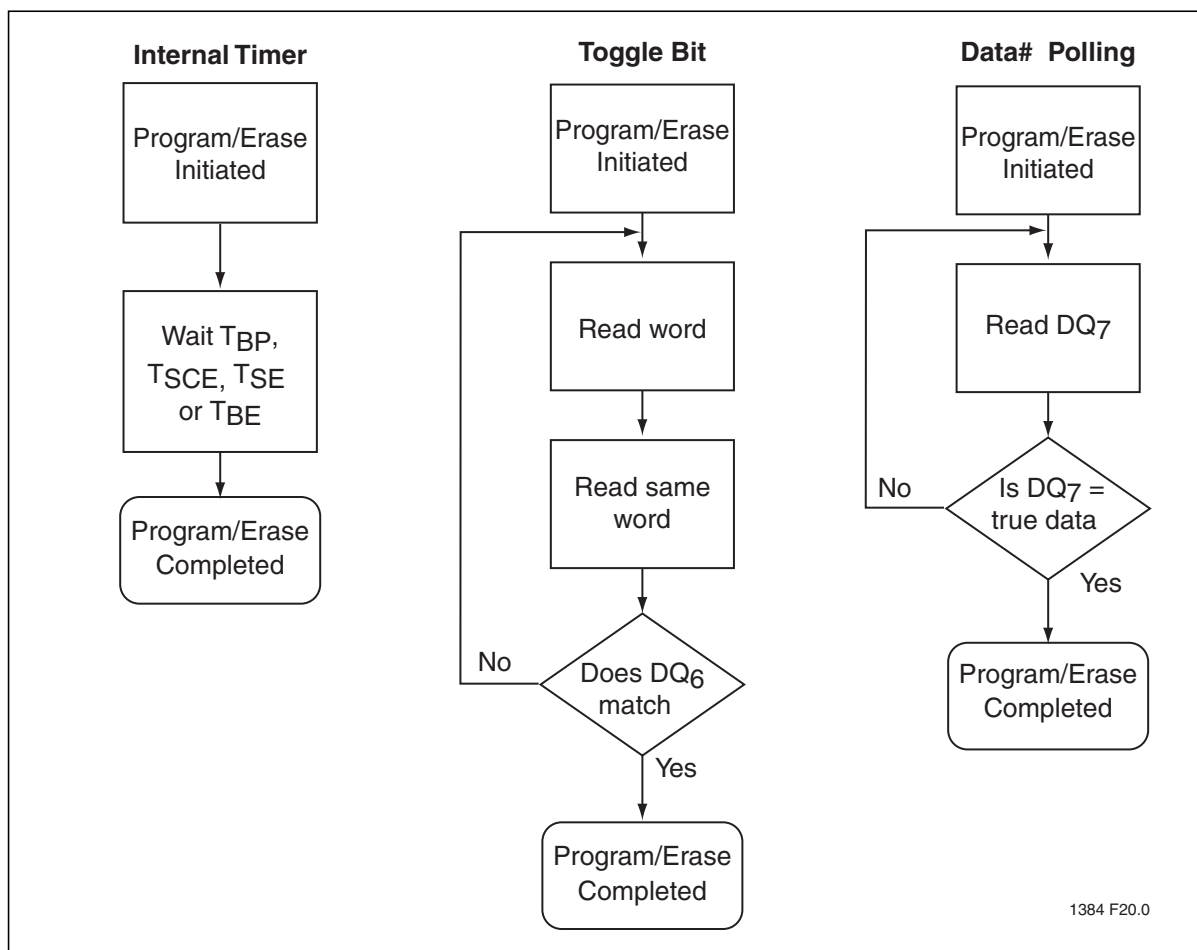 Internal Timer
Program/Erase
Initiated
Wait TBP,
TSCE, TSE
or TBE
Program/Erase
Completed
Toggle Bit
Program/Erase
Initiated
Read word
Read same
word
No
Does DQ6
match
Yes
Program/Erase
Completed
Data# Polling
Program/Erase
Initiated
Read DQ7
No
Is DQ7 =
true data
Yes
Program/Erase
Completed
1384 F20.0